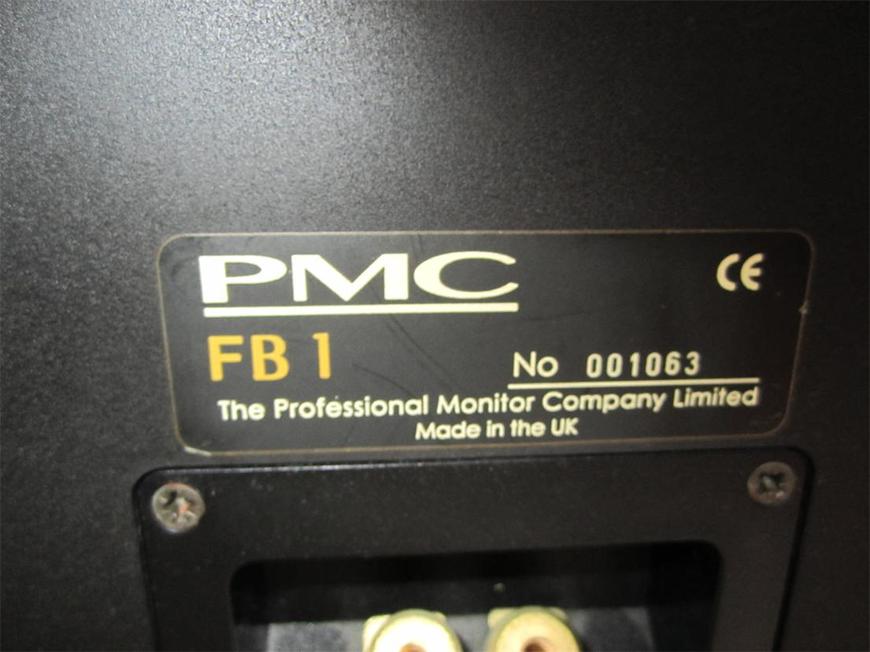 PMC CE
FB 1 No 001063
The Professional Monitor Company Limited
Made in the UK